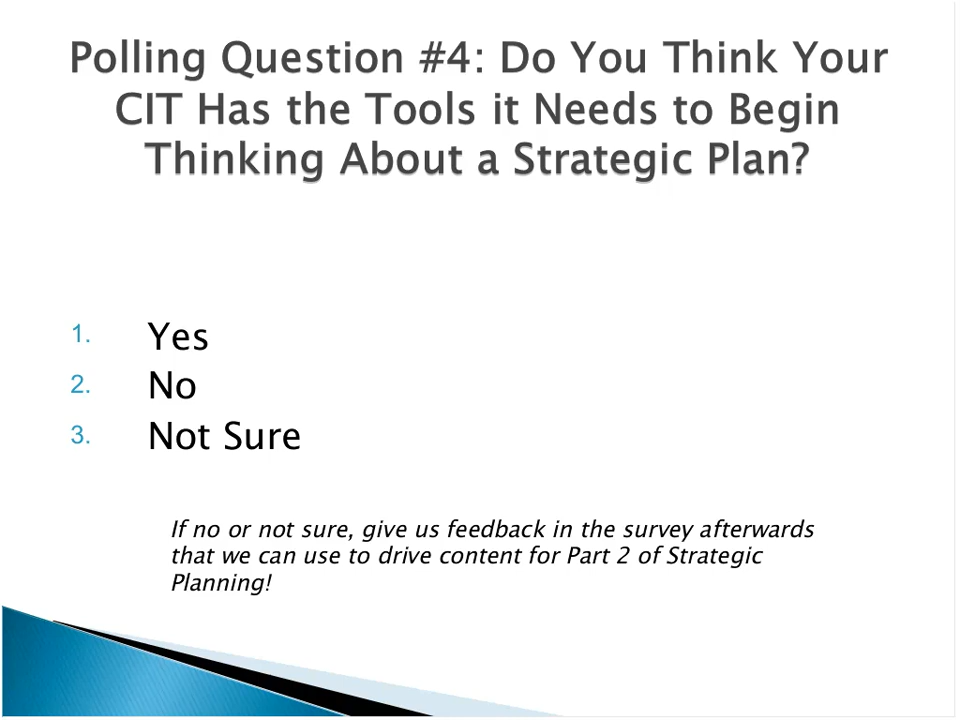 Polling Question #4: Do You Think Your
CIT Has the Tools it Needs to Begin
Thinking About a Strategic Plan?
1. Yes
2. No
3. Not Sure
If no or not sure, give us feedback in the survey afterwards
that we can use to drive content for Part 2 of Strategic
Planning!